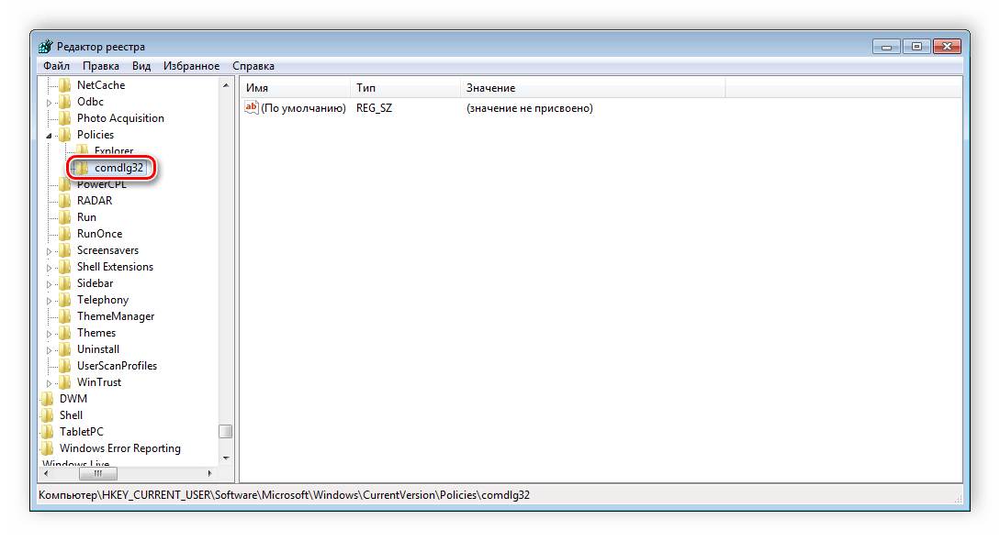 Редактор реестра
Файл Правка Вид Избранное Справка
Имя Тип Значение
(По умолчанию) REG_SZ (значение не присвоено)
NetCache
Odbc
Photo Acquisition
Policies
Explorer
comdlg32
PowerCPL
RADAR
Run
RunOnce
Screensavers
Shell Extensions
Sidebar
Telephony
ThemeManager
Themes
Uninstall
UserScanProfiles
WinTrust
DWM
Shell
TabletPC
Windows Error Reporting
Windows Live
Компьютер\HKEY_CURRENT_USER\Software\Microsoft\Windows\CurrentVersion\Policies\comdlg32